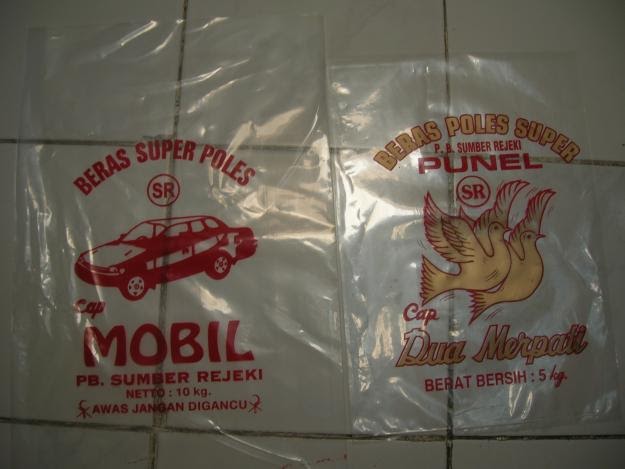 BERAS SUPER POLES
SR
Cap
MOBIL
PB. SUMBER REJEKI
NETTO : 10 kg.
AWAS JANGAN DIGANCU
BERAS POLES SUPER
P. B. SUMBER REJEKI
PUNEL
SR
Cap
Dua Merpati
BERAT BERSIH : 5 kg.